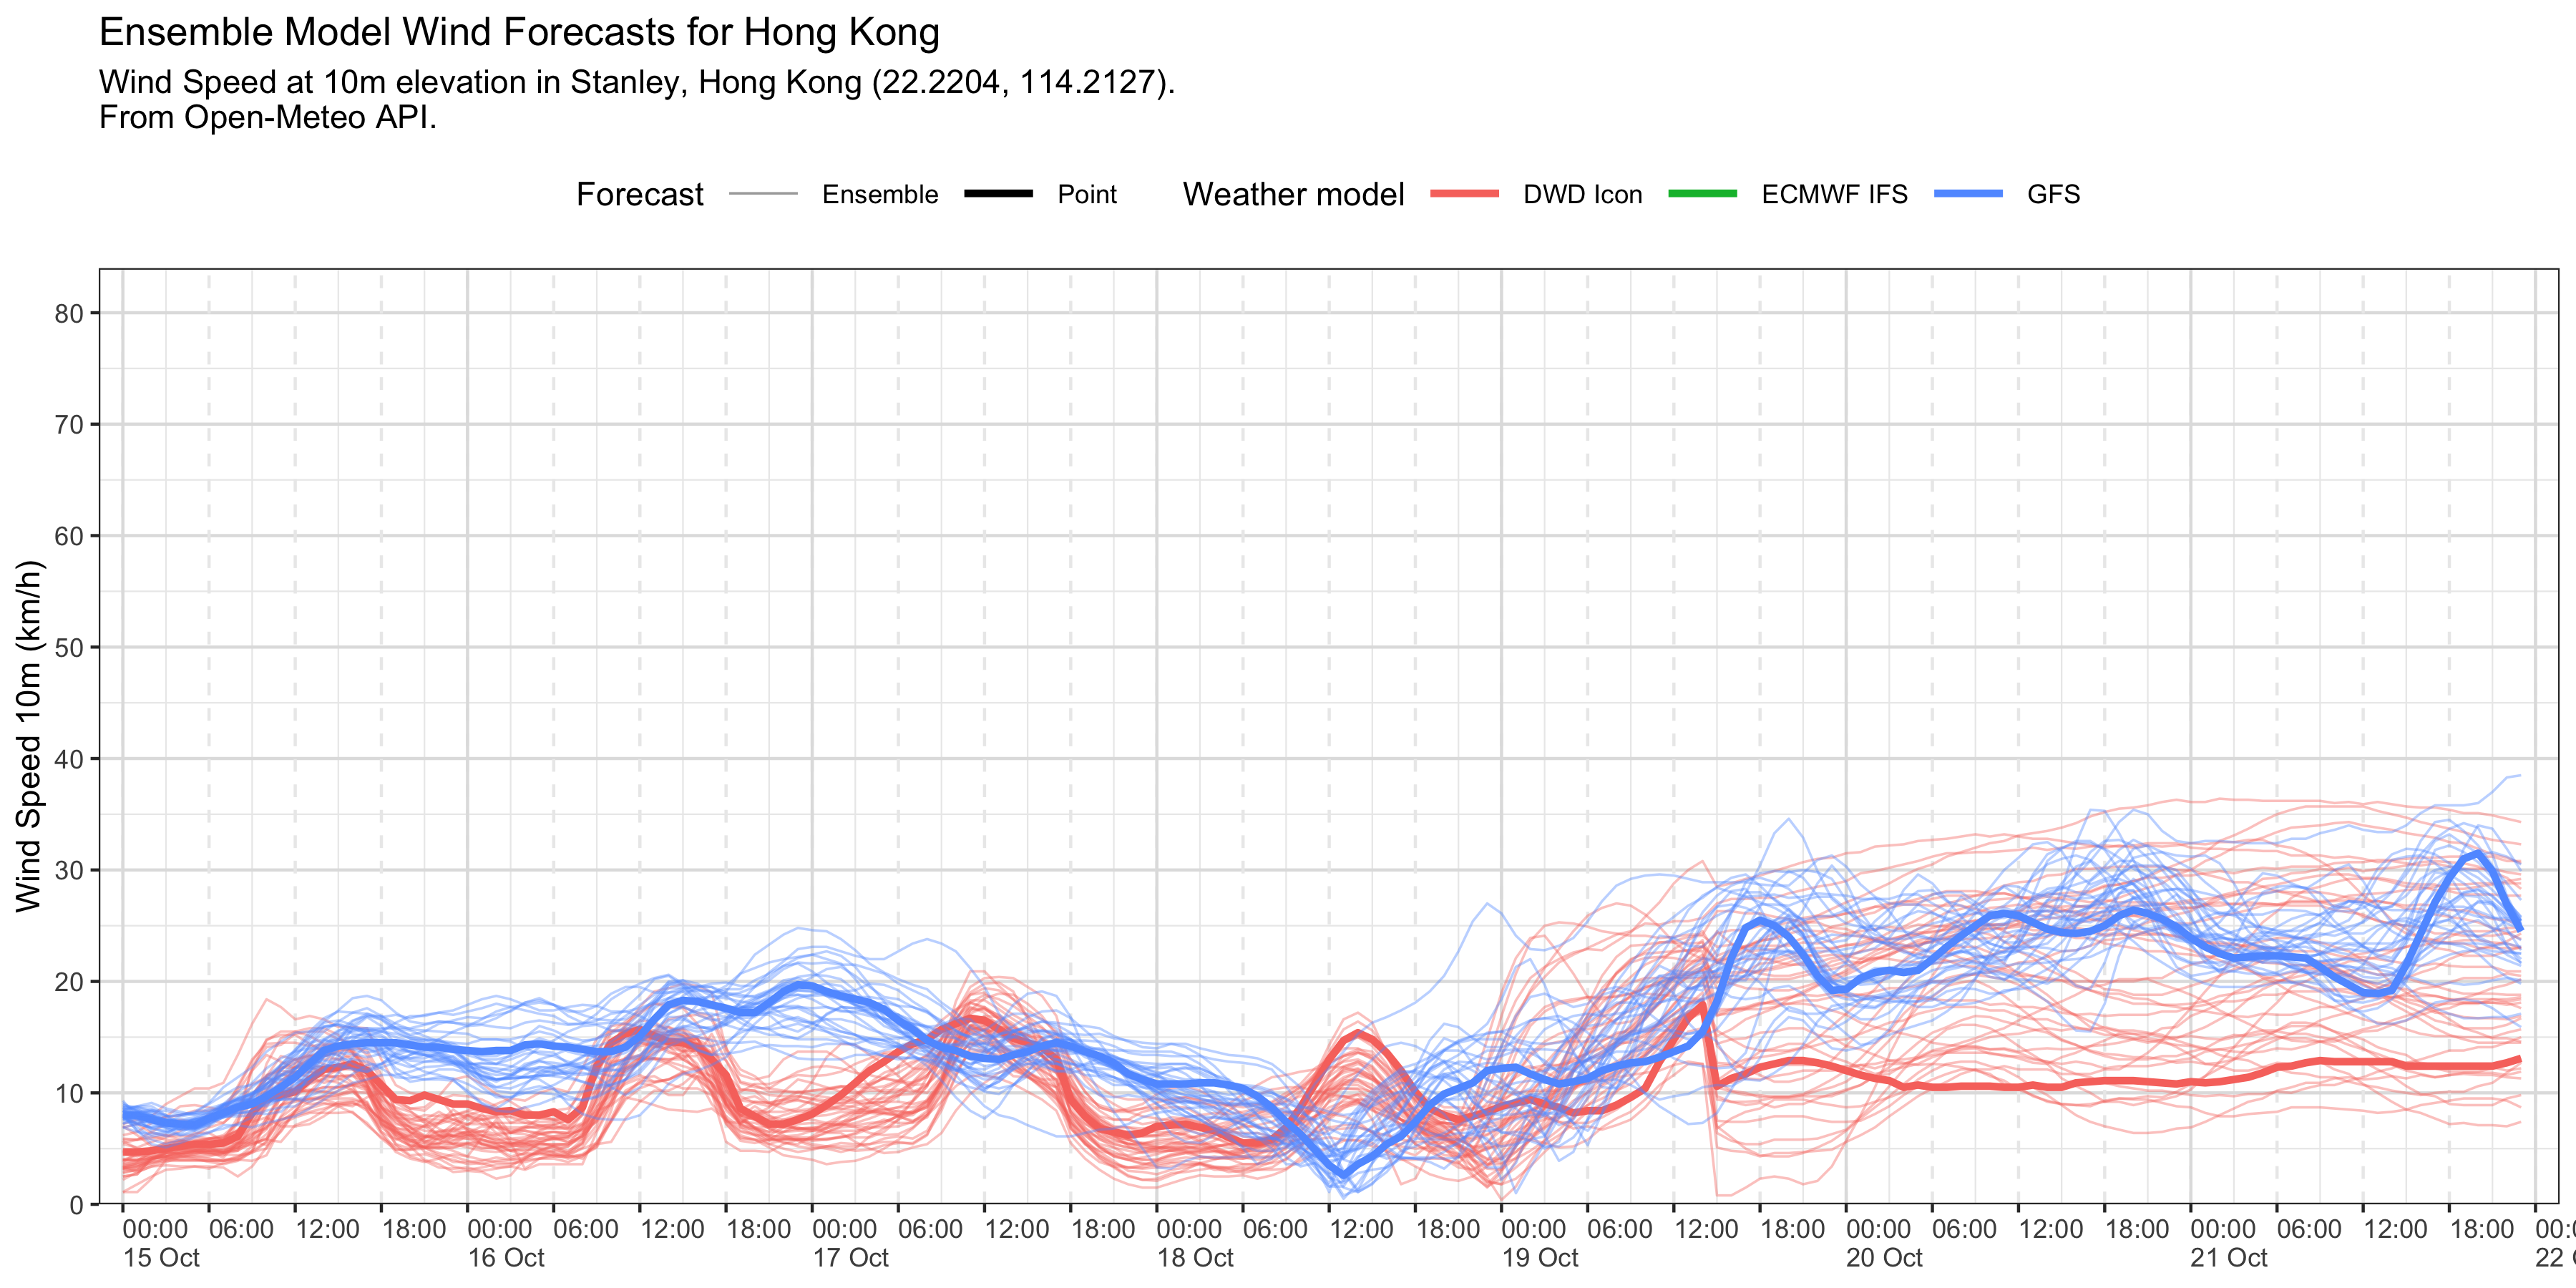 Ensemble Model Wind Forecasts for Hong Kong
Wind Speed at 10m elevation in Stanley, Hong Kong (22.2204, 114.2127).
From Open-Meteo API.
Forecast Ensemble Point Weather model DWD Icon ECMWF IFS GFS
Wind Speed 10m (km/h)
80
70
60
50
40
30
20
10
0
00:00 06:00 12:00 18:00 00:00 06:00 12:00 18:00 00:00 06:00 12:00 18:00 00:00 06:00 12:00 18:00 00:00 06:00 12:00 18:00 00:00 06:00 12:00 18:00 00:00 06:00 12:00 18:00
15 Oct 16 Oct 17 Oct 18 Oct 19 Oct 20 Oct 21 Oct 22